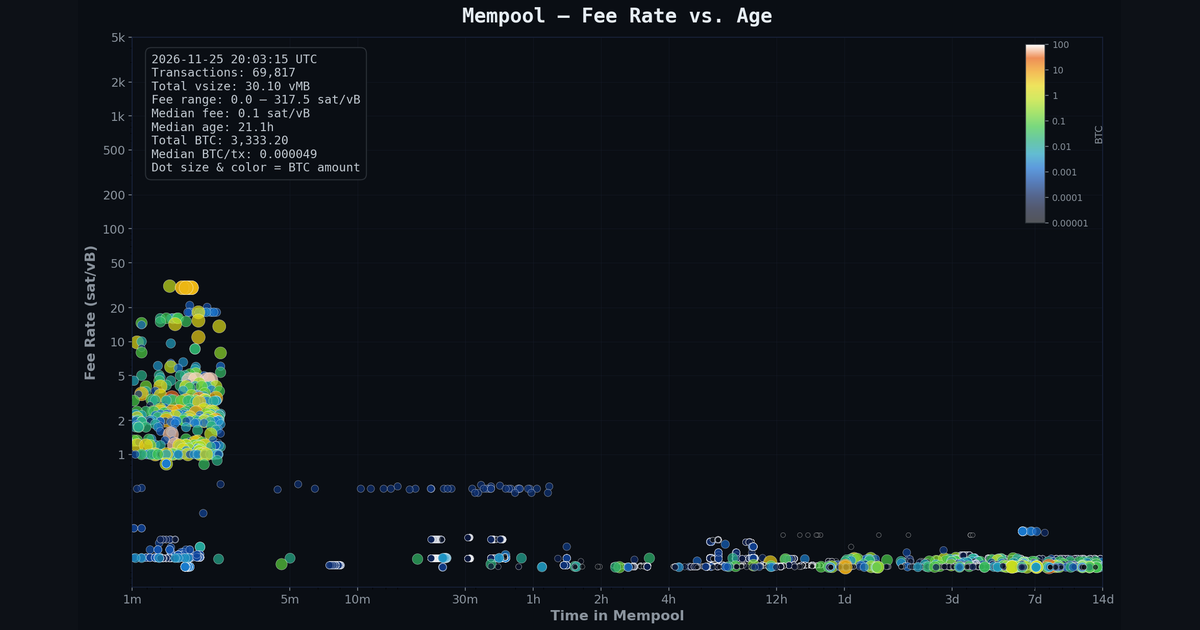 Mempool — Fee Rate vs. Age
5k
2k
1k
500
200
100
50
20
10
5
2
1
Fee Rate (sat/vB)
2026-11-25 20:03:15 UTC
Transactions: 69,817
Total vsize: 30.10 vMB
Fee range: 0.0 – 317.5 sat/vB
Median fee: 0.1 sat/vB
Median age: 21.1h
Total BTC: 3,333.20
Median BTC/tx: 0.000049
Dot size & color = BTC amount
100
10
1
0.1
0.01
0.001
0.0001
0.00001
BTC
1m 5m 10m 30m 1h 2h 4h 12h 1d 3d 7d 14d
Time in Mempool